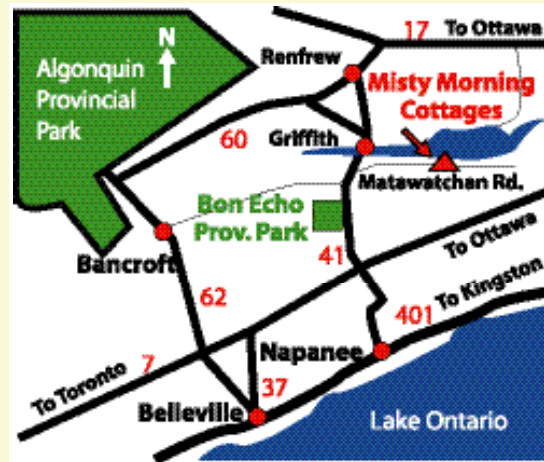 17
To Ottawa
N
Renfrew
Algonquin
Provincial
Park
Misty Morning
Cottages
60
Griffith
Matawatchan Rd.
Bon Echo
Prov. Park
To Ottawa
Bancroft
41
To Kingston
62
401
Napanee
7
To Toronto
37
Belleville
Lake Ontario